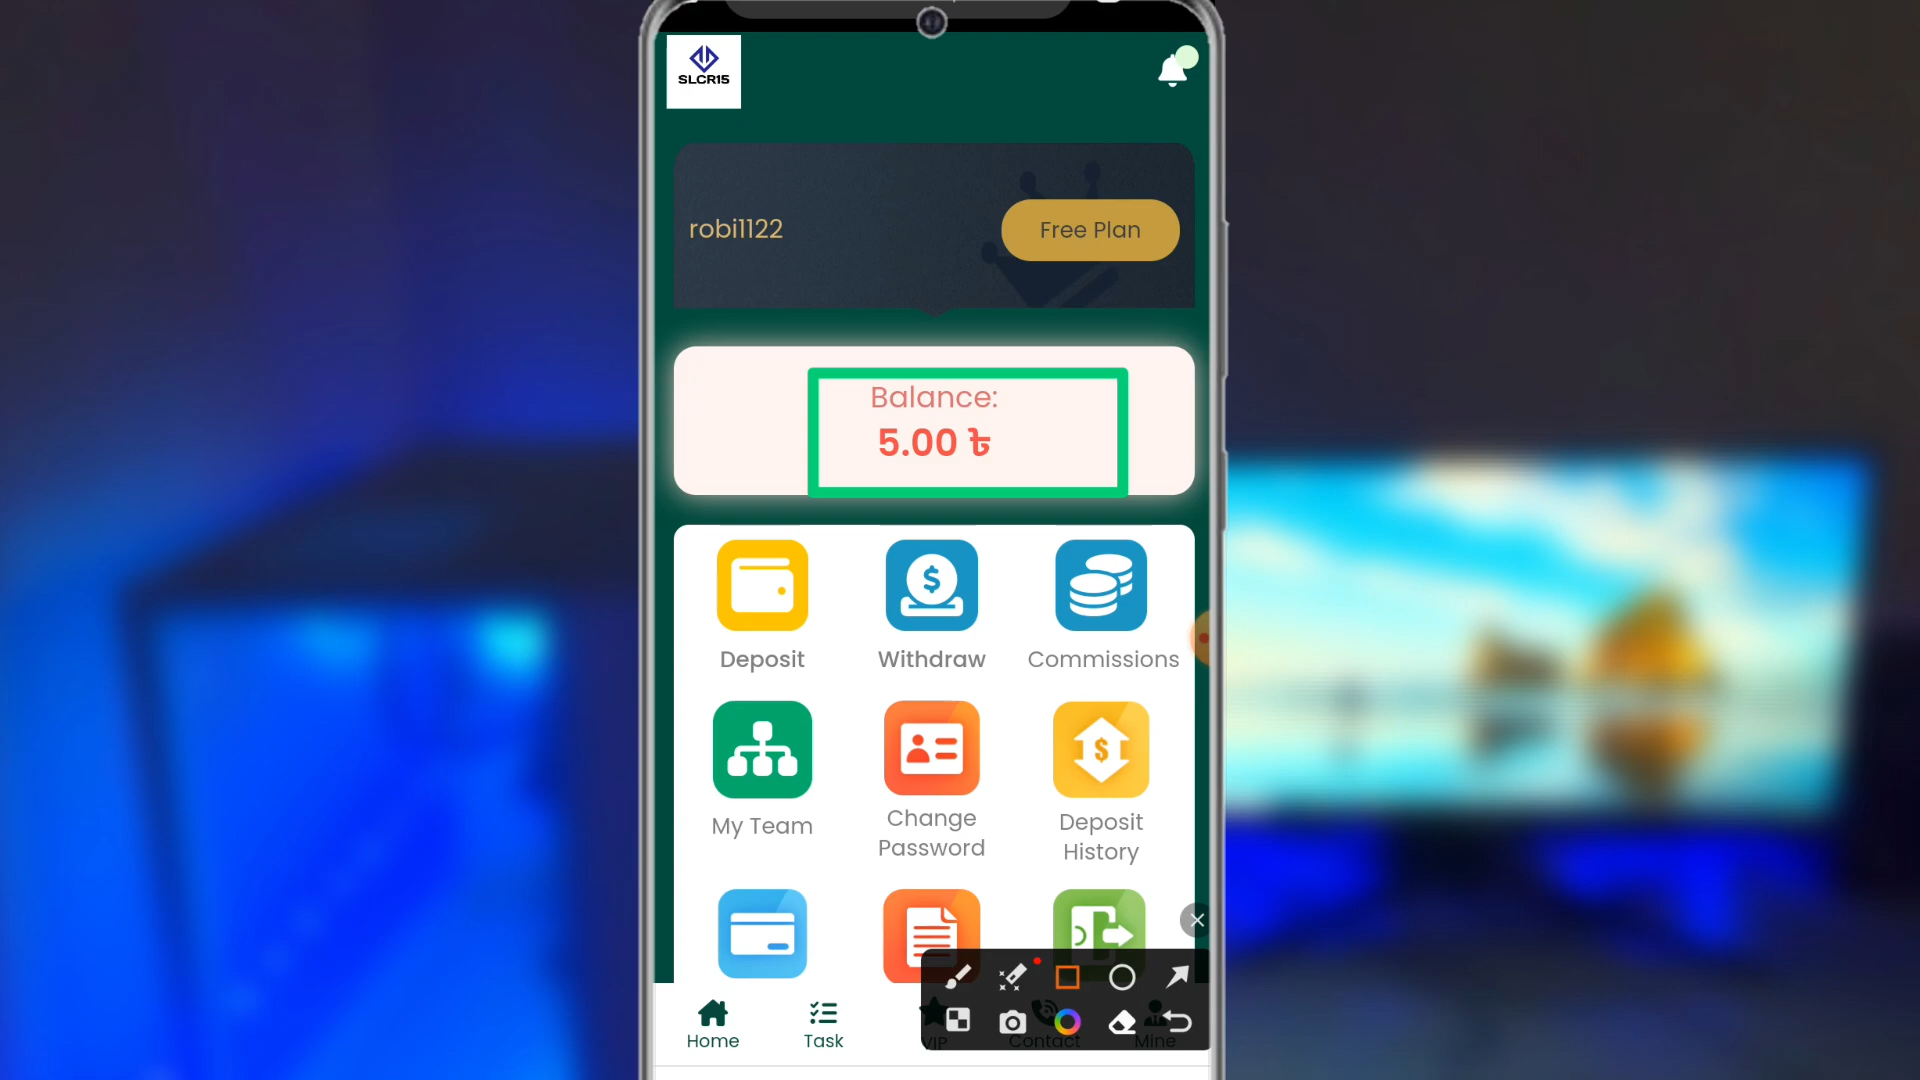 SLCR15
robi1122
Free Plan
Balance:
5.00 ৳
Deposit
Withdraw
Commissions
My Team
Change
Password
Deposit
History
Home
Task
VIP
Contact
Mine